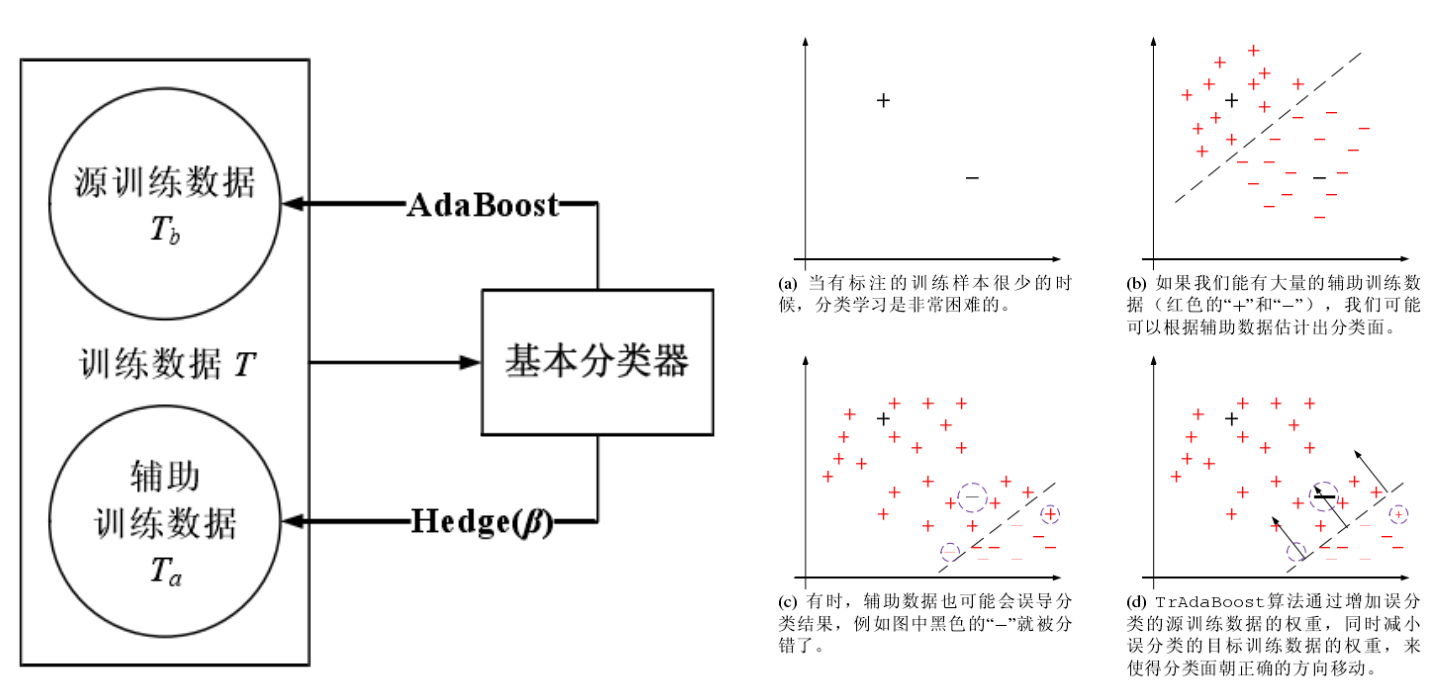 源训练数据
T_b
AdaBoost
训练数据 T
基本分类器
辅助
训练数据
T_a
Hedge(β)
(a) 当有标注的训练样本很少的时
候，分类学习是非常困难的。
(b) 如果我们能有大量的辅助训练数
据（红色的“+”和“−”），我们可能
可以根据辅助数据估计出分类面。
(c) 有时，辅助数据也可能会误导分
类结果，例如图中黑色的“−”就被分
错了。
(d) TrAdaBoost算法通过增加误分
类的源训练数据的权重，同时减小
误分类的目标训练数据的权重，来
使得分类面朝正确的方向移动。